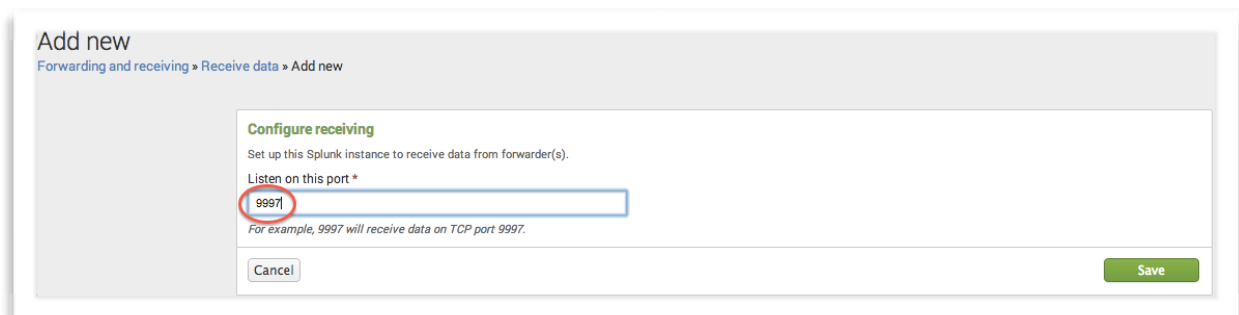 Add new
Forwarding and receiving » Receive data » Add new
Configure receiving
Set up this Splunk instance to receive data from forwarder(s).
Listen on this port *
9997
For example, 9997 will receive data on TCP port 9997.
Cancel Save